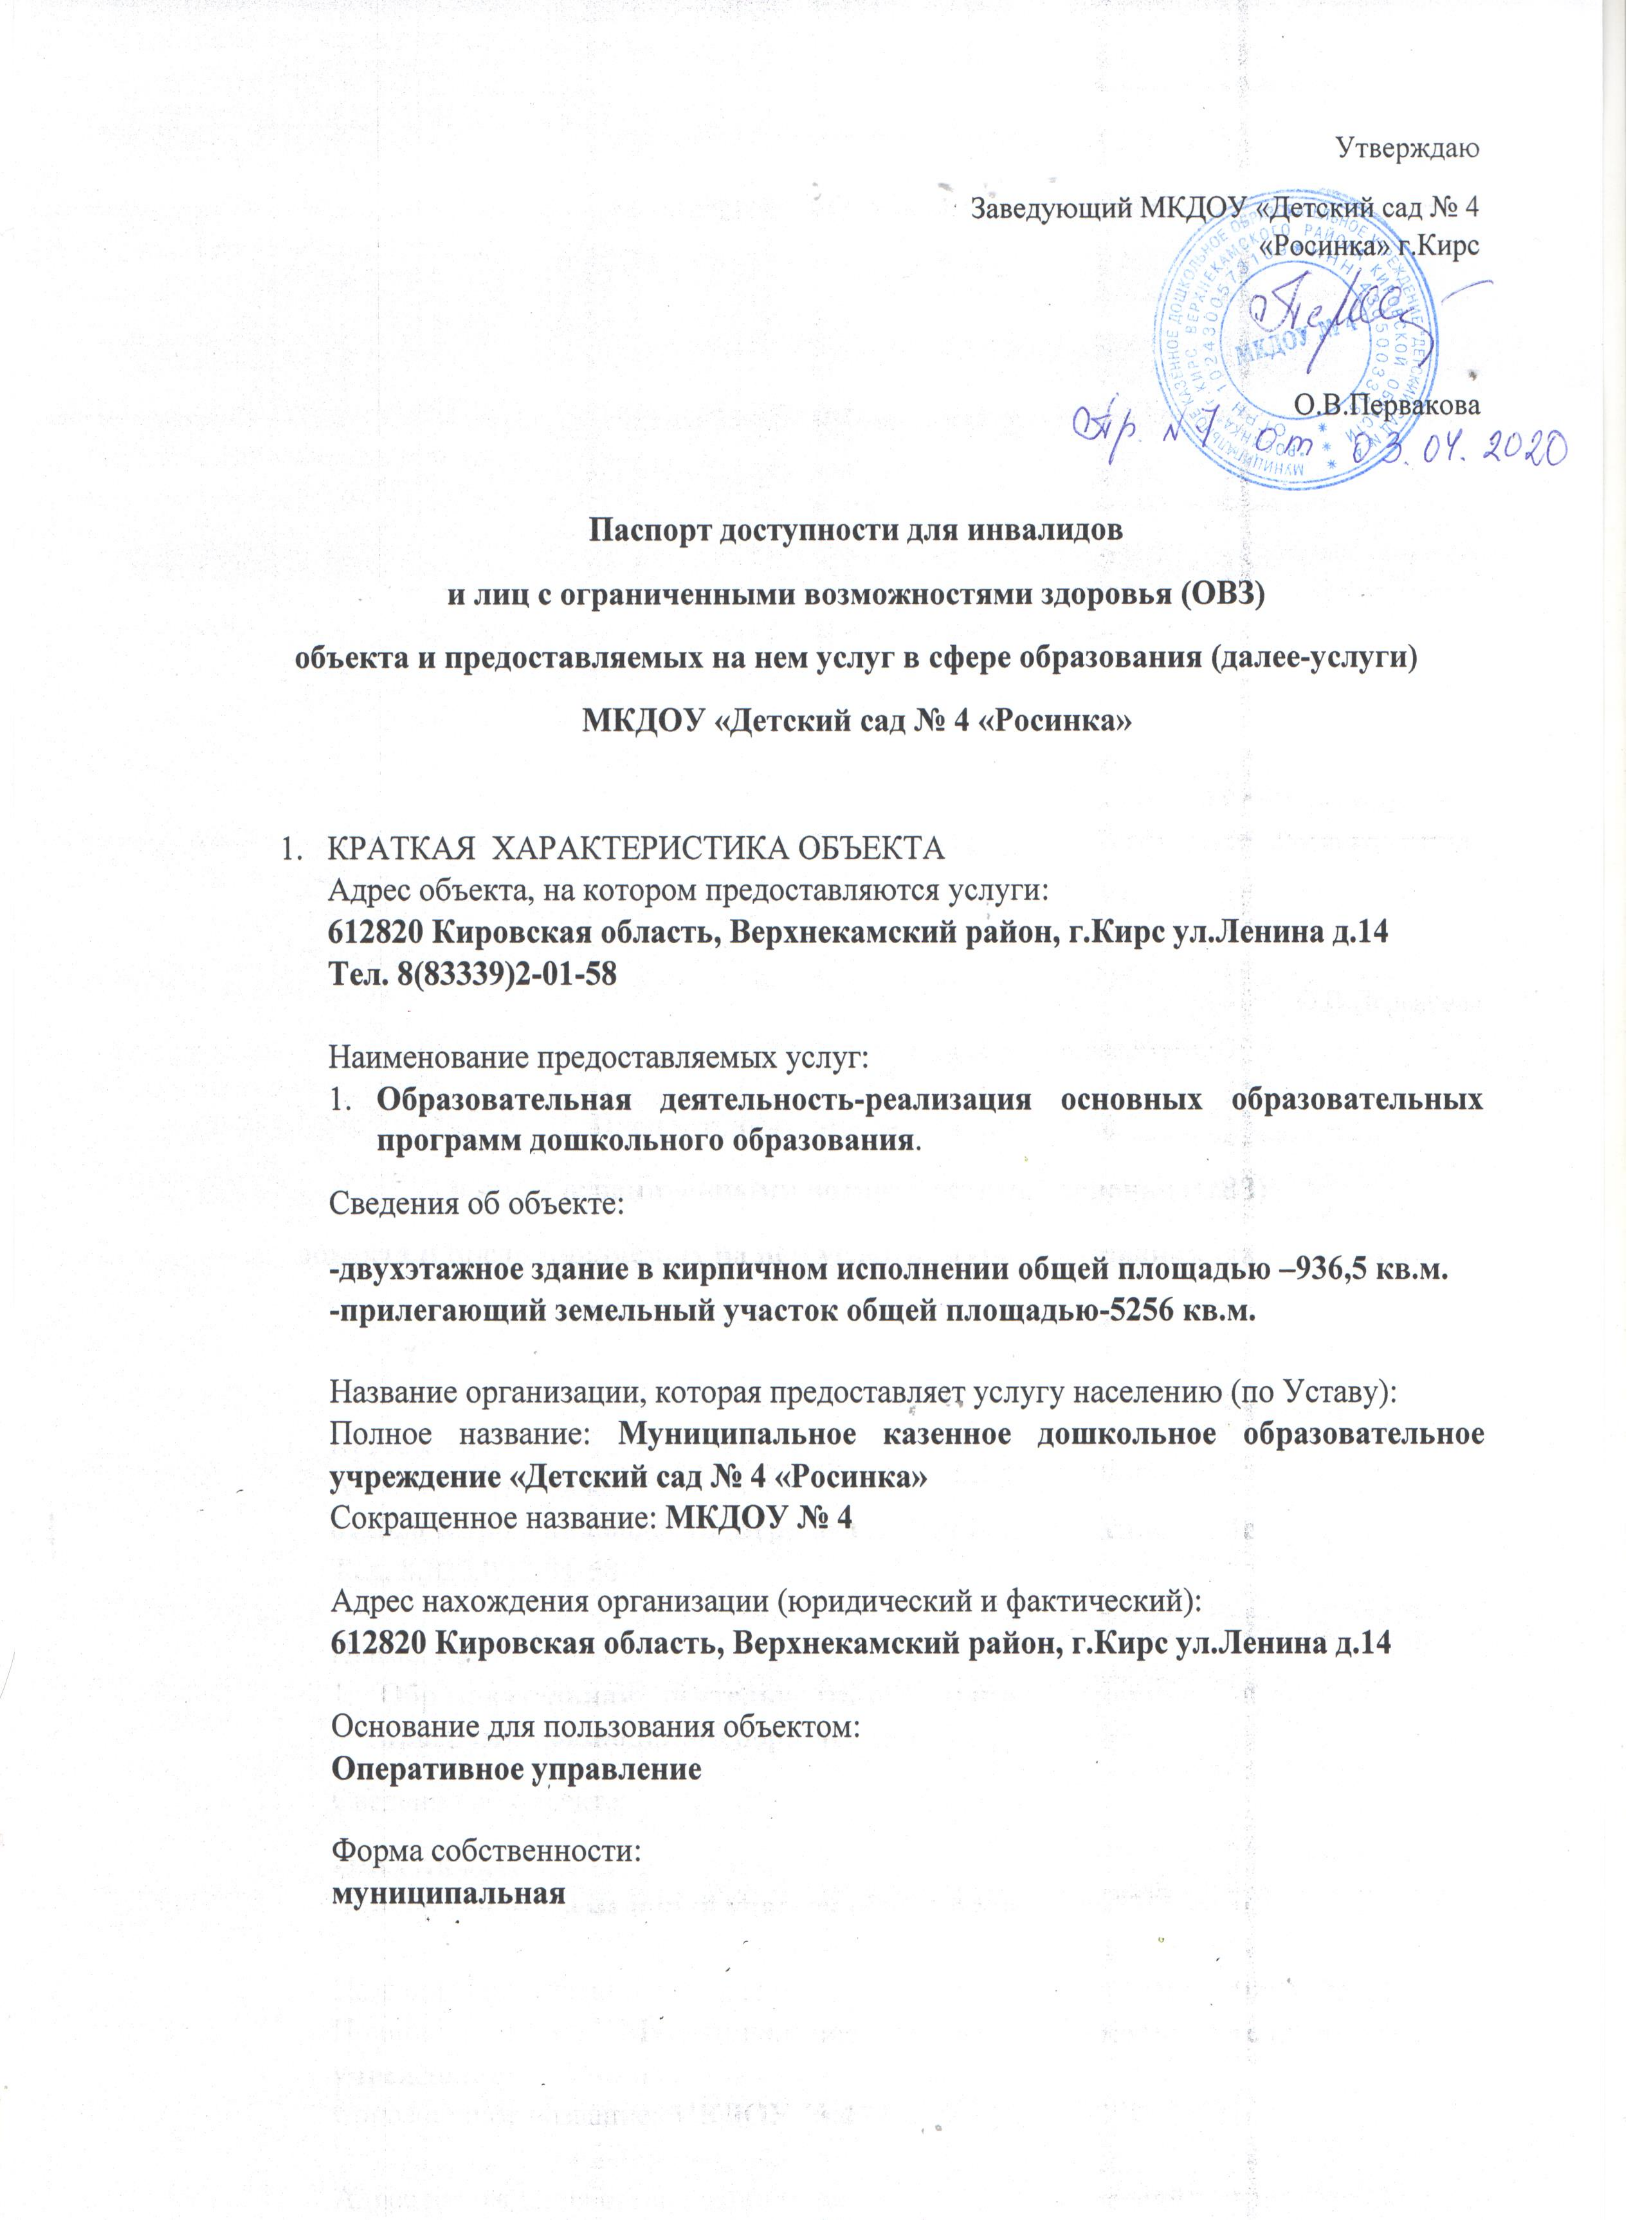 Утверждаю
Заведующий МКДОУ «Детский сад № 4
«Росинка» г.Кирс
МКДОУ № 4
О.В.Первакова
Пр. № 7 от 03.04.2020
Паспорт доступности для инвалидов
и лиц с ограниченными возможностями здоровья (ОВЗ)
объекта и предоставляемых на нем услуг в сфере образования (далее-услуги)
МКДОУ «Детский сад № 4 «Росинка»
1. КРАТКАЯ ХАРАКТЕРИСТИКА ОБЪЕКТА
Адрес объекта, на котором предоставляются услуги:
612820 Кировская область, Верхнекамский район, г.Кирс ул.Ленина д.14
Тел. 8(83339)2-01-58
Наименование предоставляемых услуг:
1. Образовательная деятельность-реализация основных образовательных
программ дошкольного образования.
Сведения об объекте:
-двухэтажное здание в кирпичном исполнении общей площадью –936,5 кв.м.
-прилегающий земельный участок общей площадью-5256 кв.м.
Название организации, которая предоставляет услугу населению (по Уставу):
Полное название: Муниципальное казенное дошкольное образовательное
учреждение «Детский сад № 4 «Росинка»
Сокращенное название: МКДОУ № 4
Адрес нахождения организации (юридический и фактический):
612820 Кировская область, Верхнекамский район, г.Кирс ул.Ленина д.14
Основание для пользования объектом:
Оперативное управление
Форма собственности:
муниципальная